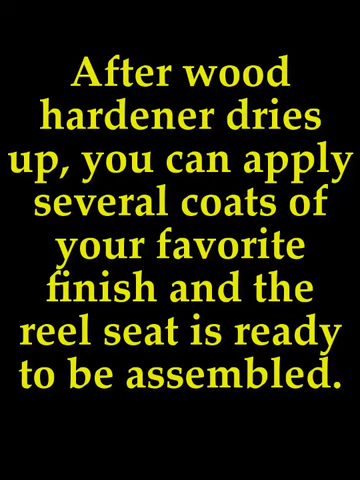 After wood
hardener dries
up, you can apply
several coats of
your favorite
finish and the
reel seat is ready
to be assembled.